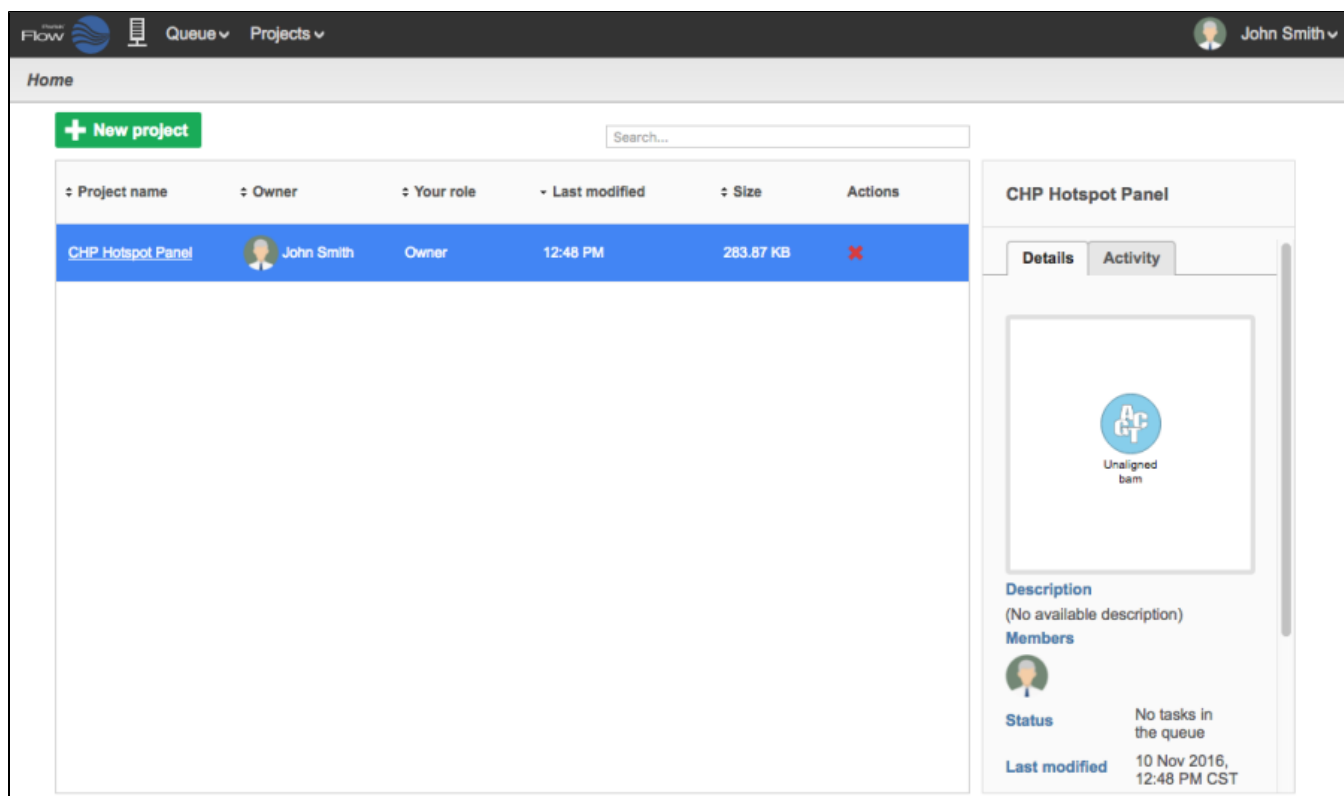 Flow
Queue Projects John Smith
Home
New project
Search...
Project name Owner Your role Last modified Size Actions
CHP Hotspot Panel John Smith Owner 12:48 PM 283.87 KB
CHP Hotspot Panel
Details Activity
ACGT
Unaligned
bam
Description
(No available description)
Members
Status No tasks in
the queue
Last modified 10 Nov 2016,
12:48 PM CST